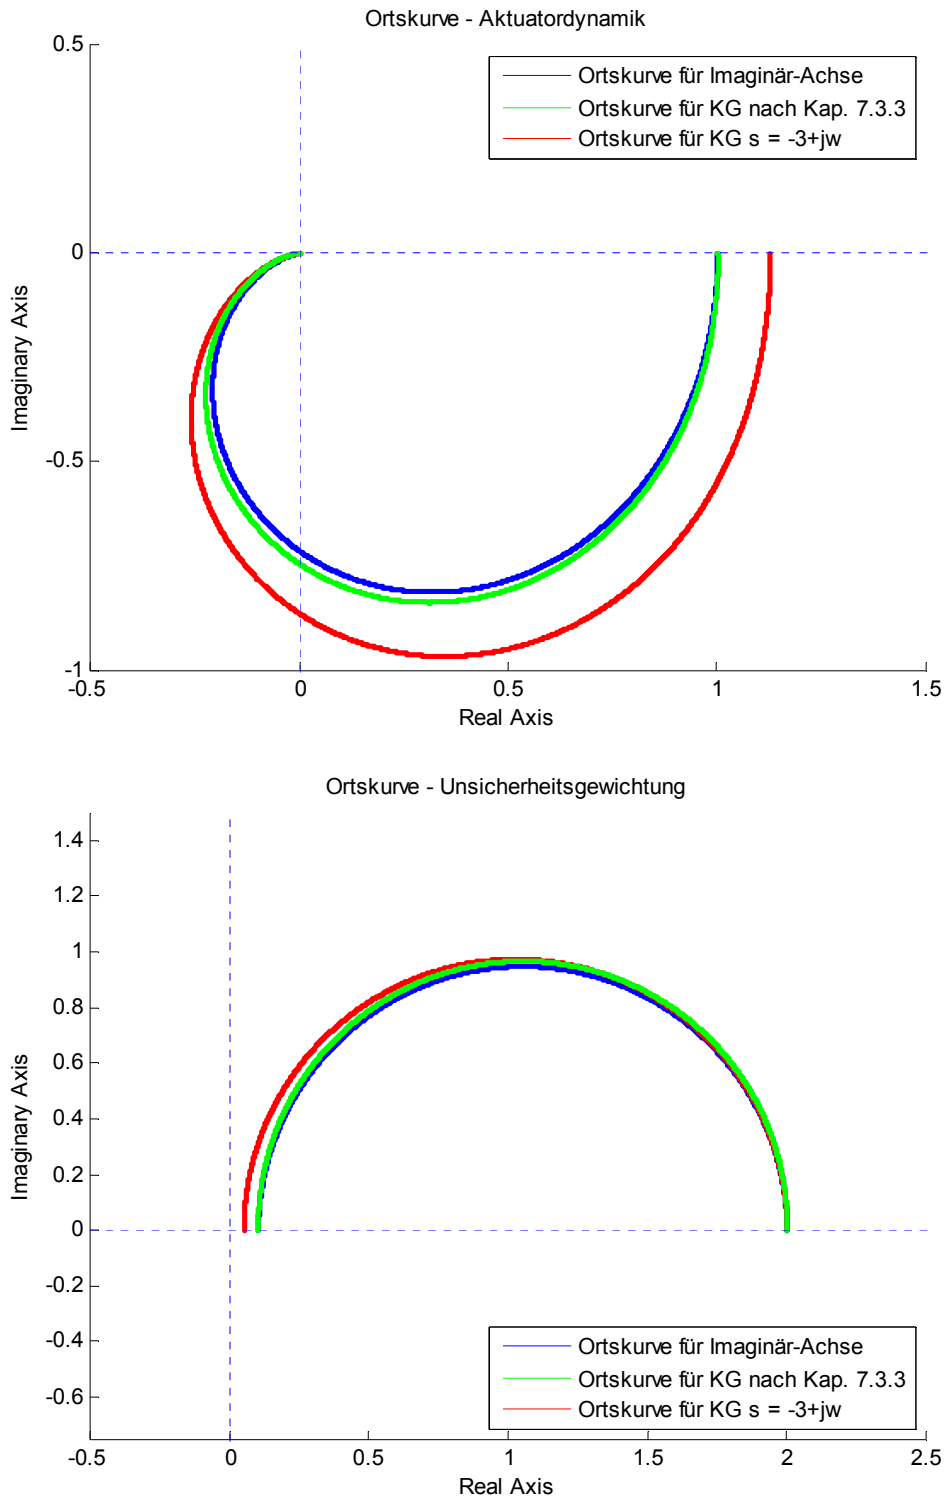 Ortskurve - Aktuatordynamik
0.5
Ortskurve für Imaginär-Achse
Ortskurve für KG nach Kap. 7.3.3
Ortskurve für KG s = -3+jw
0
Imaginary Axis
-0.5
-1
-0.5 0 0.5 1 1.5
Real Axis
Ortskurve - Unsicherheitsgewichtung
1.4
1.2
1
0.8
0.6
Imaginary Axis
0.4
0.2
0
-0.2
-0.4
-0.6
Ortskurve für Imaginär-Achse
Ortskurve für KG nach Kap. 7.3.3
Ortskurve für KG s = -3+jw
-0.5 0 0.5 1 1.5 2 2.5
Real Axis